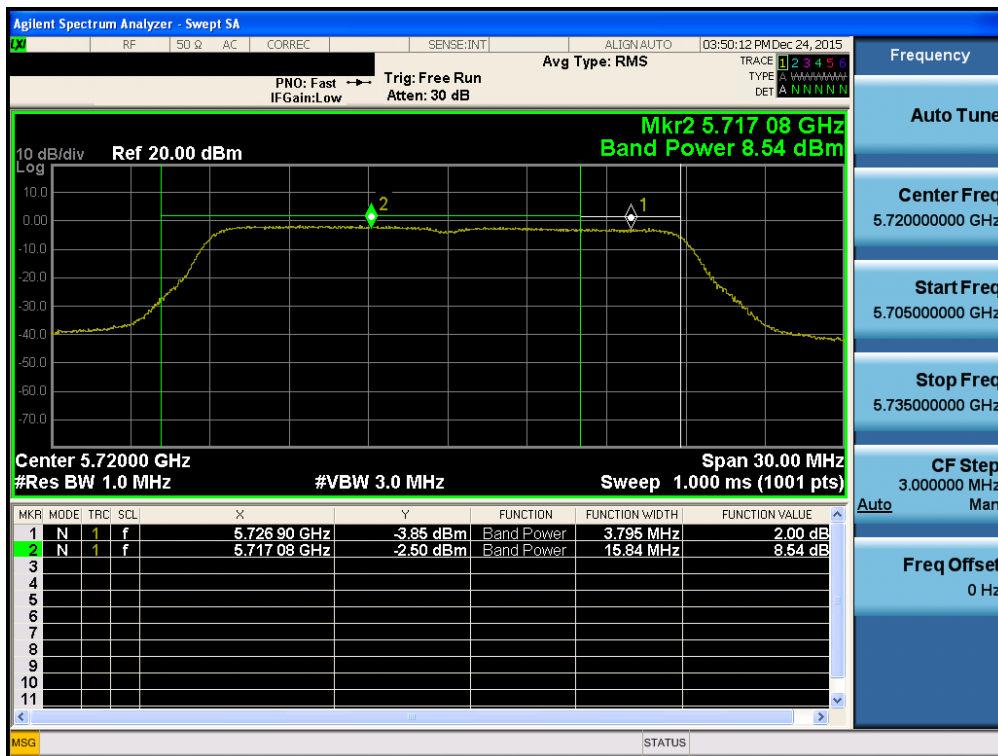 Agilent Spectrum Analyzer - Swept SA
LXI RF 50 Ω AC CORREC SENSE:INT ALIGNAUTO 03:50:12 PM Dec 24, 2015
PNO: Fast Trig: Free Run Avg Type: RMS TRACE 1 2 3 4 5 6
IFGain:Low Atten: 30 dB TYPE A
DET A N N N N N
Mkr2 5.717 08 GHz
10 dB/div Ref 20.00 dBm Band Power 8.54 dBm
Log
10.0
0.00
-10.0
-20.0
-30.0
-40.0
-50.0
-60.0
-70.0
2
1
Center 5.72000 GHz Span 30.00 MHz
#Res BW 1.0 MHz #VBW 3.0 MHz Sweep 1.000 ms (1001 pts)
MKR MODE TRC SCL X Y FUNCTION FUNCTION WIDTH FUNCTION VALUE
1 N 1 f 5.726 90 GHz -3.85 dBm Band Power 3.795 MHz 2.00 dB
2 N 1 f 5.717 08 GHz -2.50 dBm Band Power 15.84 MHz 8.54 dB
3
4
5
6
7
8
9
10
11
MSG STATUS
Frequency
Auto Tune
Center Freq
5.720000000 GHz
Start Freq
5.705000000 GHz
Stop Freq
5.735000000 GHz
CF Step
3.000000 MHz
Auto Man
Freq Offset
0 Hz